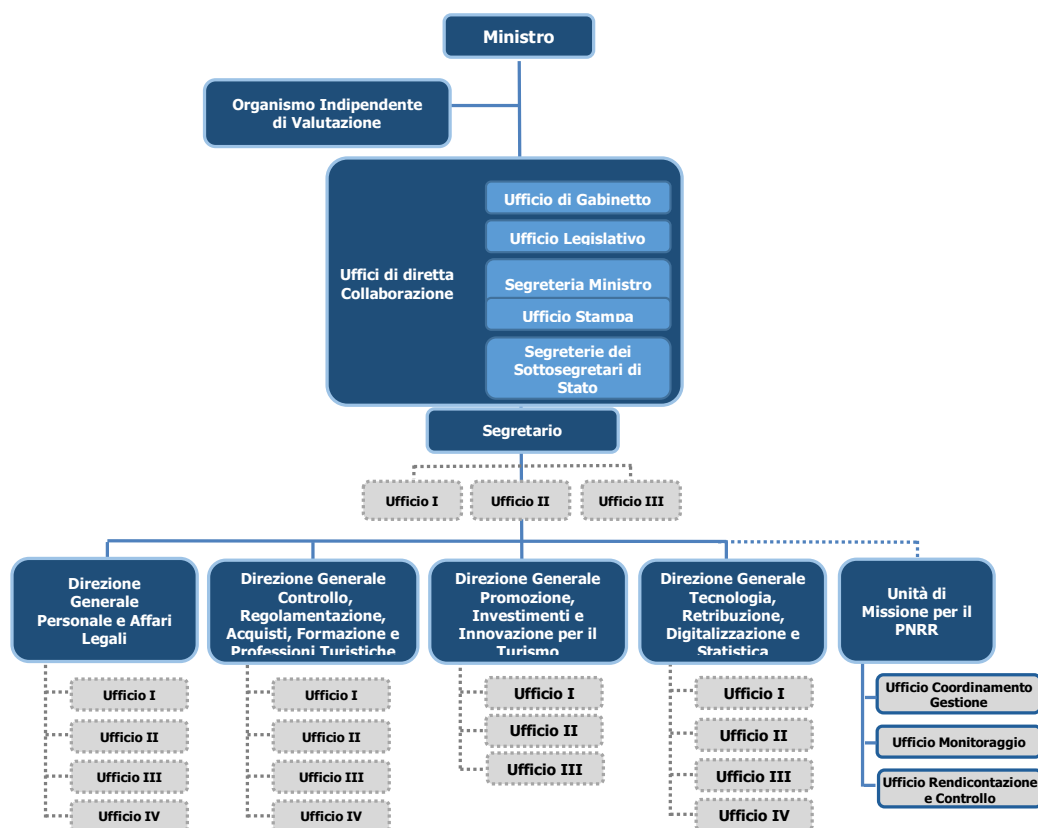 Ministro
Organismo Indipendente
di Valutazione
Uffici di diretta
Collaborazione
Ufficio di Gabinetto
Ufficio Legislativo
Segreteria Ministro
Ufficio Stampa
Segreterie dei
Sottosegretari di
Stato
Segretario
Ufficio I
Ufficio II
Ufficio III
Direzione
Generale
Personale e Affari
Legali
Ufficio I
Ufficio II
Ufficio III
Ufficio IV
Direzione Generale
Controllo,
Regolamentazione,
Acquisti, Formazione e
Professioni Turistiche
Ufficio I
Ufficio II
Ufficio III
Ufficio IV
Direzione Generale
Promozione,
Investimenti e
Innovazione per il
Turismo
Ufficio I
Ufficio II
Ufficio III
Direzione Generale
Tecnologia,
Retribuzione,
Digitalizzazione e
Statistica
Ufficio I
Ufficio II
Ufficio III
Ufficio IV
Unità di
Missione per il
PNRR
Ufficio Coordinamento
Gestione
Ufficio Monitoraggio
Ufficio Rendicontazione
e Controllo